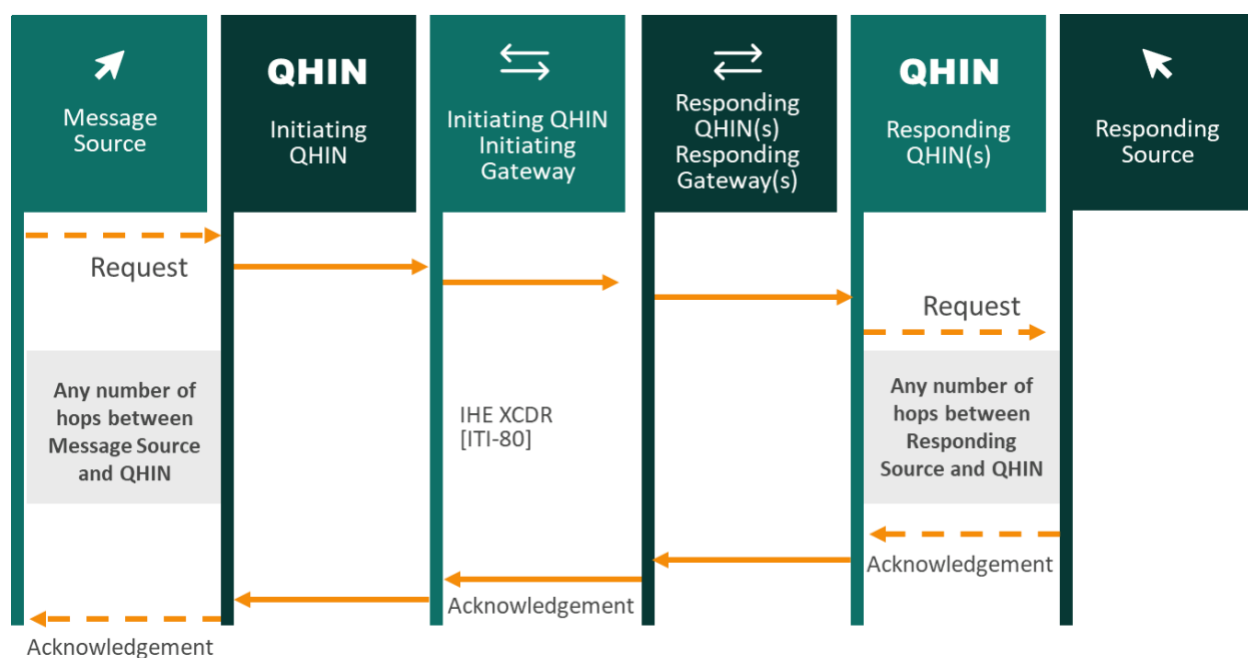 Message
Source
QHIN
Initiating
QHIN
Initiating QHIN
Initiating
Gateway
Responding
QHIN(s)
Responding
Gateway(s)
QHIN
Responding
QHIN(s)
Responding
Source
Request
Any number of
hops between
Message Source
and QHIN
IHE XCDR
[ITI-80]
Request
Any number of
hops between
Responding
Source and QHIN
Acknowledgement
Acknowledgement
Acknowledgement